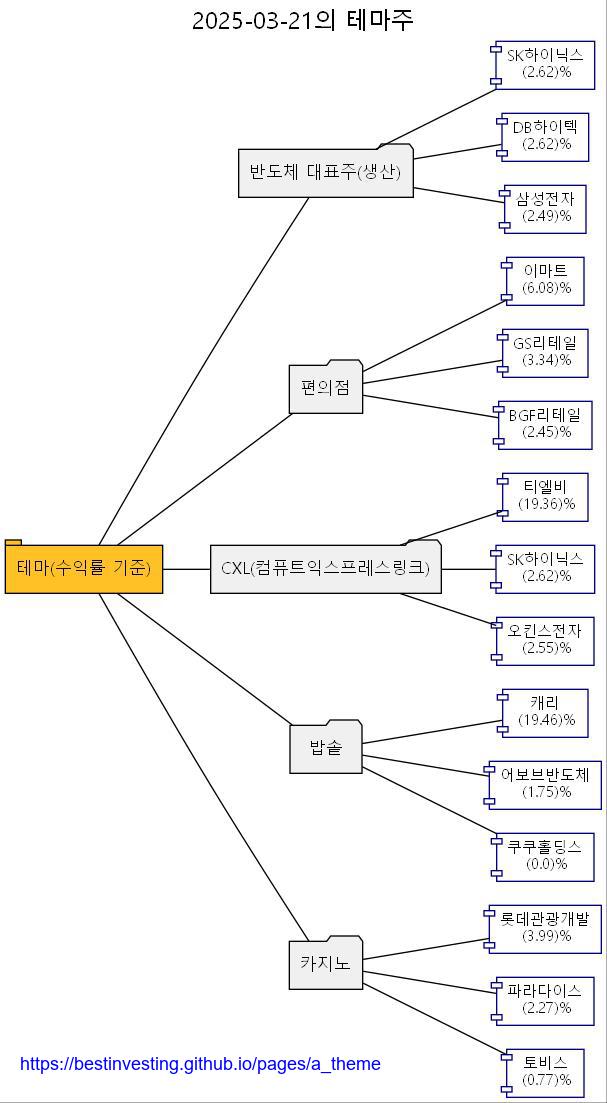 2025-03-21의 테마주
SK하이닉스
(2.62)%
DB하이텍
(2.62)%
반도체 대표주(생산)
삼성전자
(2.49)%
이마트
(6.08)%
GS리테일
(3.34)%
편의점
BGF리테일
(2.45)%
티엘비
(19.36)%
테마(수익률 기준)
CXL(컴퓨트익스프레스링크)
SK하이닉스
(2.62)%
오킨스전자
(2.55)%
캐리
(19.46)%
밥솥
어보브반도체
(1.75)%
쿠쿠홀딩스
(0.0)%
롯데관광개발
(3.99)%
카지노
파라다이스
(2.27)%
토비스
(0.77)%
https://bestinvesting.github.io/pages/a_theme